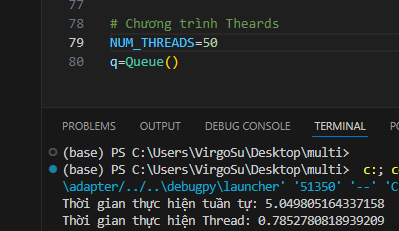 77
78 # Chương trình Theards
79 NUM_THREADS=50
80 q=Queue()
PROBLEMS OUTPUT DEBUG CONSOLE TERMINAL
(base) PS C:\Users\VirgoSu\Desktop\multi>
(base) PS C:\Users\VirgoSu\Desktop\multi> c:;
\adapter/../..\debugpy\launcher' '51350' '--' 'C
Thời gian thực hiện tuần tự: 5.049805164337158
Thời gian thực hiện Thread: 0.7852780818939209